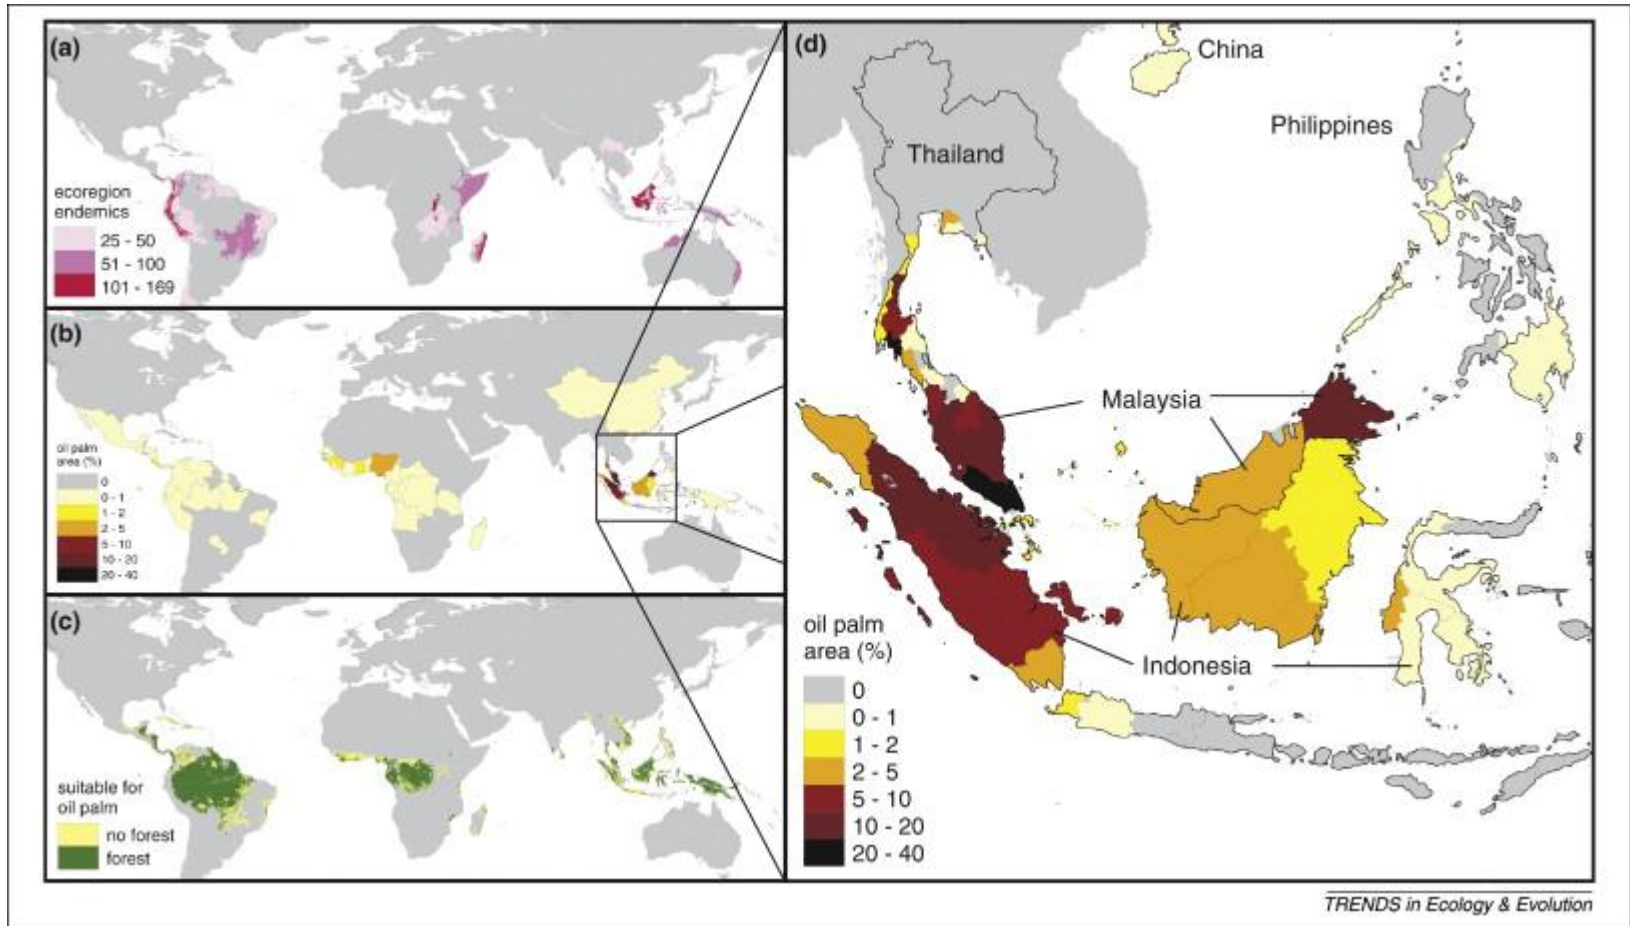 (a)
ecoregion
endemics
25 - 50
51 - 100
101 - 169
(b)
oil palm
area (%)
0
0 - 1
1 - 2
2 - 5
5 - 10
10 - 20
20 - 40
(c)
suitable for
oil palm
no forest
forest
(d)
China
Philippines
Thailand
Malaysia
Indonesia
oil palm
area (%)
0
0 - 1
1 - 2
2 - 5
5 - 10
10 - 20
20 - 40
TRENDS in Ecology & Evolution